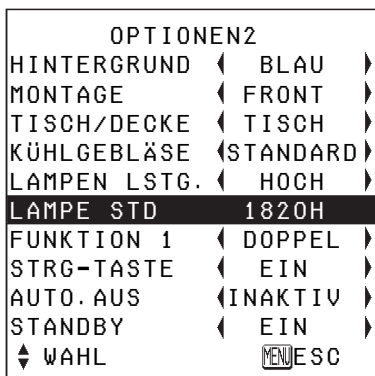 OPTIONEN2
HINTERGRUND BLAU
MONTAGE FRONT
TISCH/DECKE TISCH
KÜHLGEBLÄSE STANDARD
LAMPEN LSTG. HOCH
LAMPE STD 1820H
FUNKTION 1 DOPPEL
STRG-TASTE EIN
AUTO.AUS INAKTIV
STANDBY EIN
WAHL MENU ESC